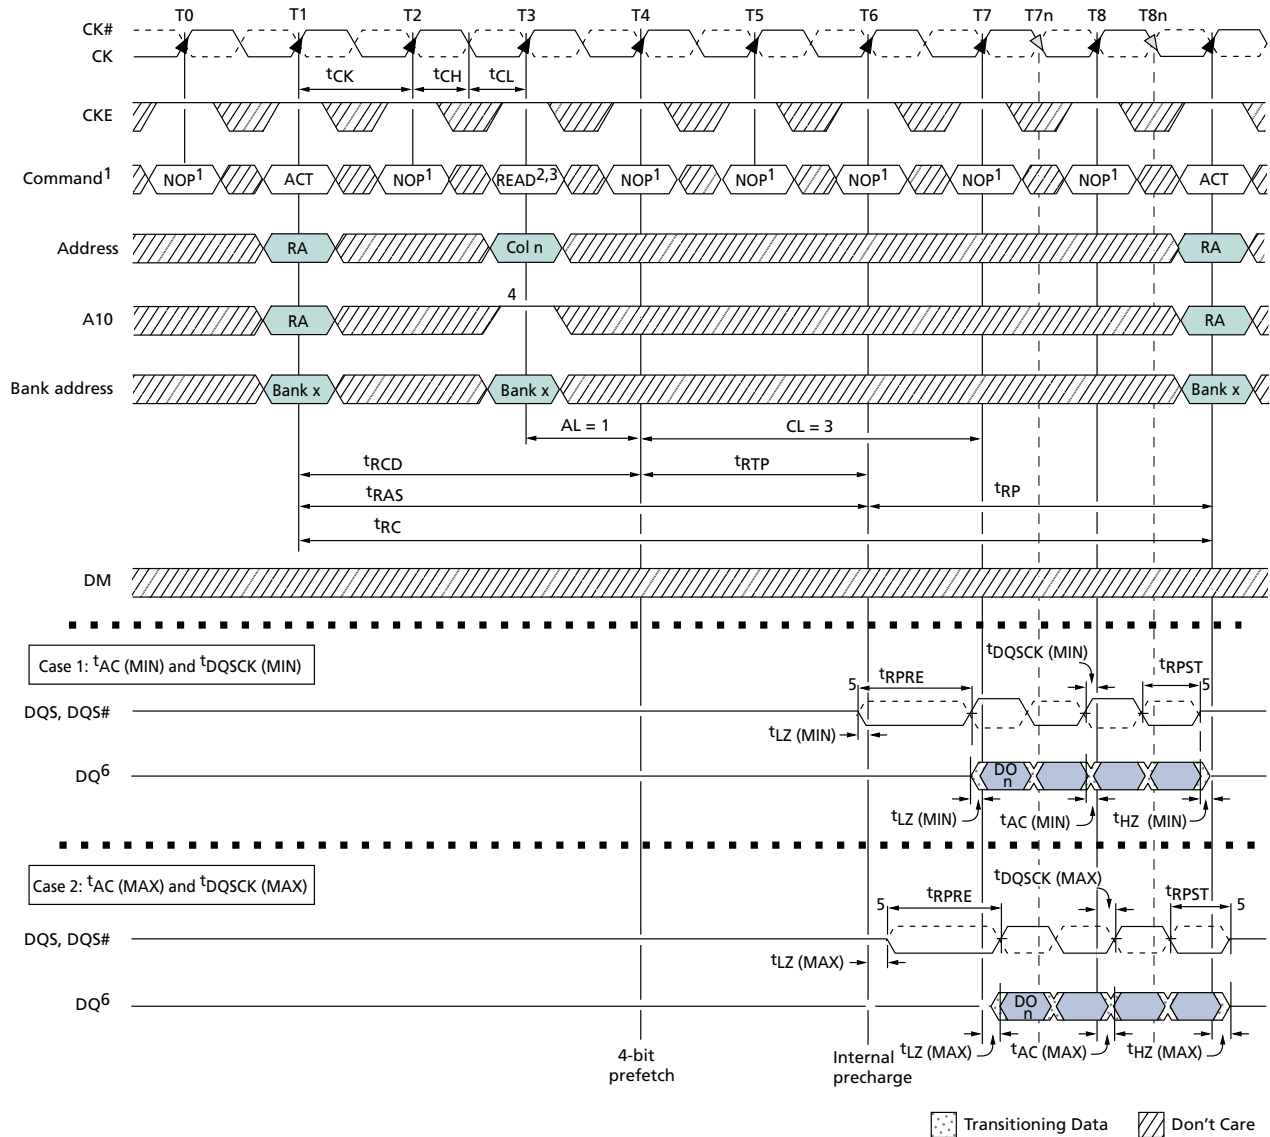 T0 T1 T2 T3 T4 T5 T6 T7 T7n T8 T8n
CK#
CK
tCK tCH tCL
CKE
Command1 NOP1 ACT NOP1 READ2,3 NOP1 NOP1 NOP1 NOP1 NOP1 ACT
Address RA Col n RA
4
A10 RA RA
Bank address Bank x Bank x Bank x
AL = 1 CL = 3
tRCD tRTP
tRAS tRP
tRC
DM
Case 1: tAC (MIN) and tDQSCK (MIN)
tDQSCK (MIN)
5 tRPRE tRPST 5
DQS, DQS#
tLZ (MIN)
DQ6 DO
n
tLZ (MIN) tAC (MIN) tHZ (MIN)
Case 2: tAC (MAX) and tDQSCK (MAX)
tDQSCK (MAX)
5 tRPRE tRPST 5
DQS, DQS#
tLZ (MAX)
DQ6 DO
n
tLZ (MAX) tAC (MAX) tHZ (MAX)
4-bit
prefetch
Internal
precharge
Transitioning Data Don't Care